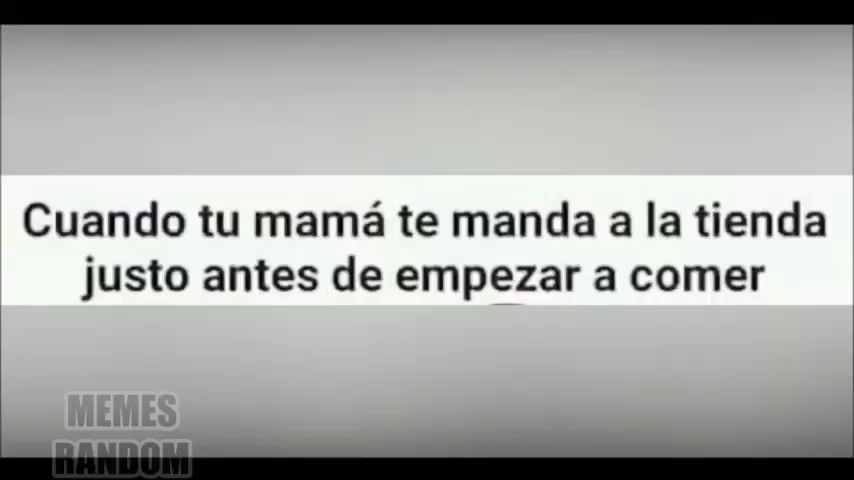 Cuando tu mamá te manda a la tienda
justo antes de empezar a comer
MEMES
RANDOM